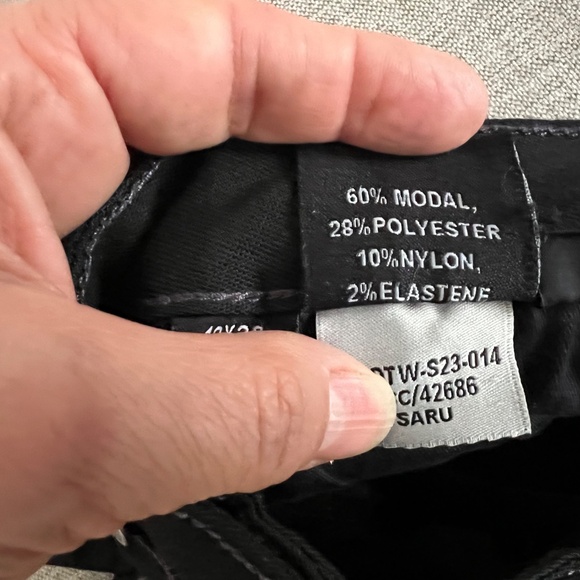 60% MODAL,
28% POLYESTER
10% NYLON,
2% ELASTENE
TW-S23-014
C/42686
SARU